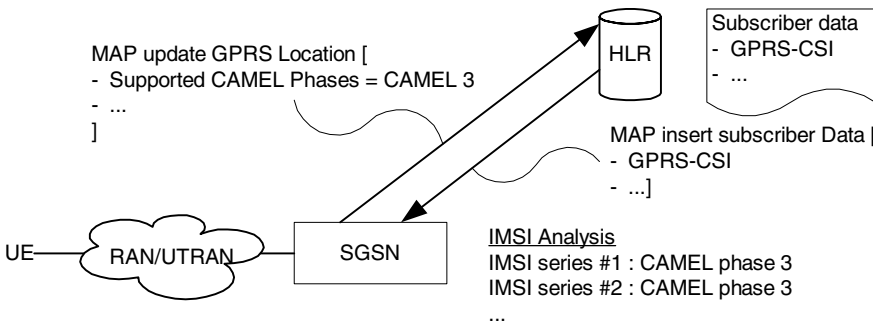 MAP update GPRS Location [
- Supported CAMEL Phases = CAMEL 3
- ...
]
HLR
Subscriber data
- GPRS-CSI
- ...
MAP insert subscriber Data [
- GPRS-CSI
- ...]
UE
RAN/UTRAN
SGSN
IMSI Analysis
IMSI series #1 : CAMEL phase 3
IMSI series #2 : CAMEL phase 3
...